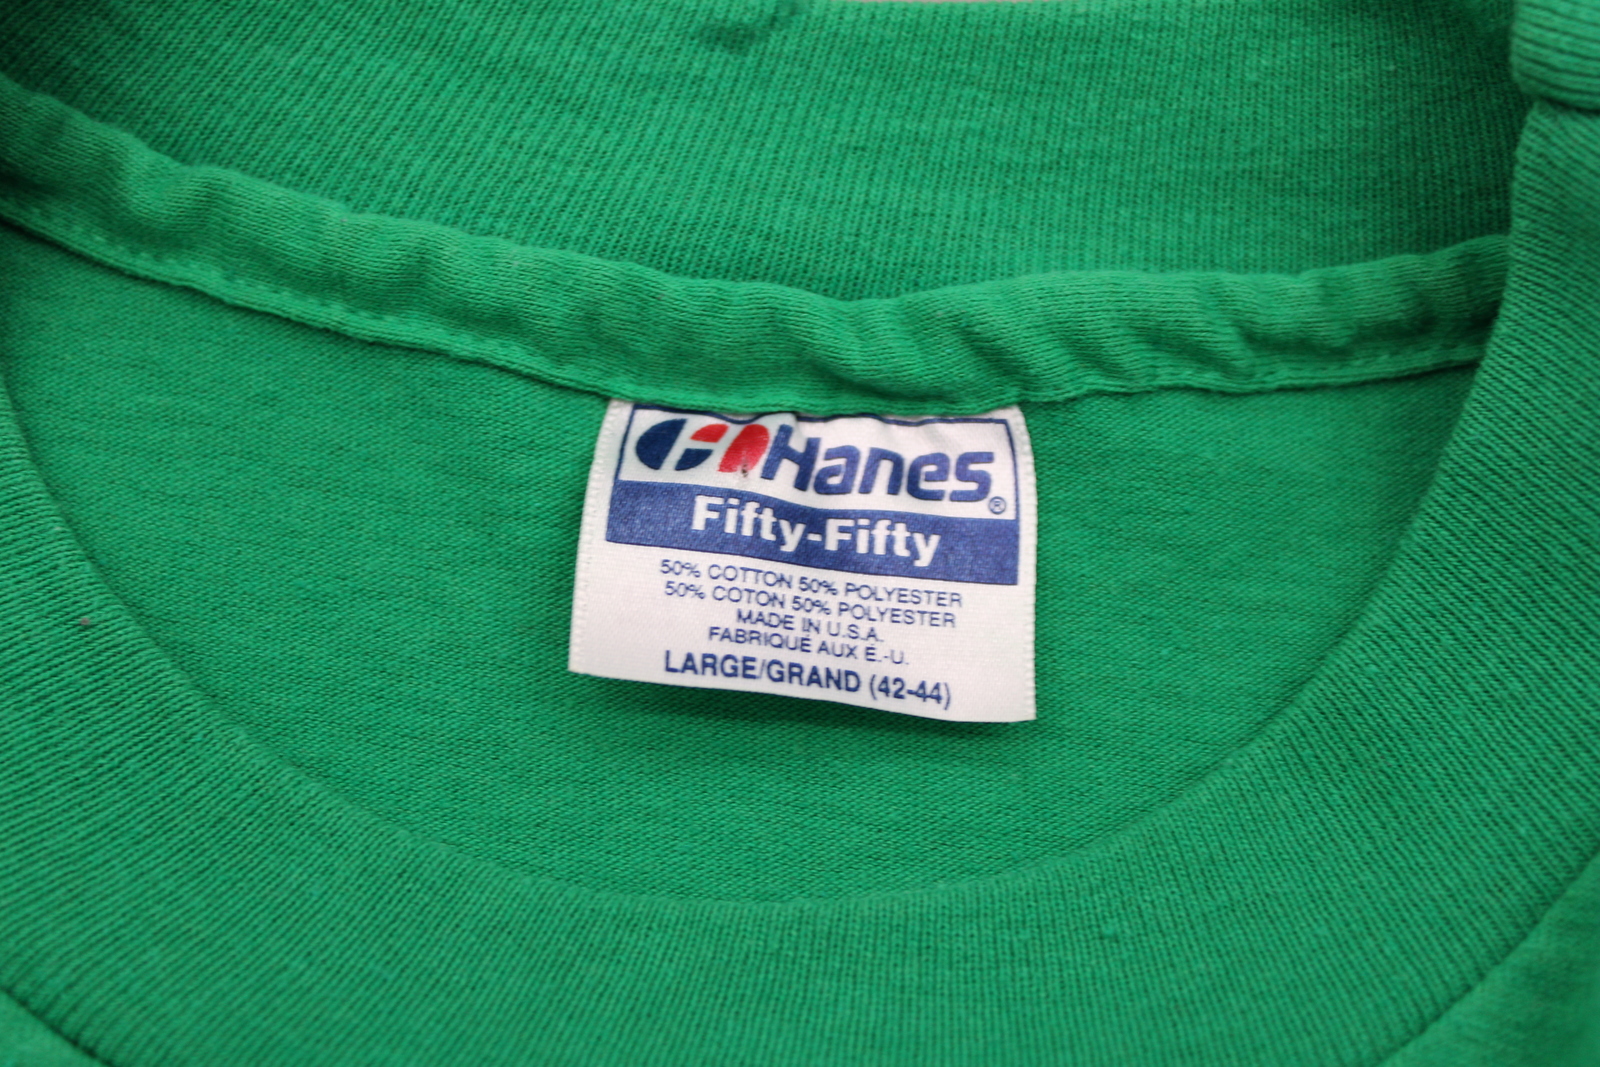 Hanes®
Fifty-Fifty
50% COTTON 50% POLYESTER
50% COTON 50% POLYESTER
MADE IN U.S.A.
FABRIQUÉ AUX É.-U.
LARGE/GRAND (42-44)